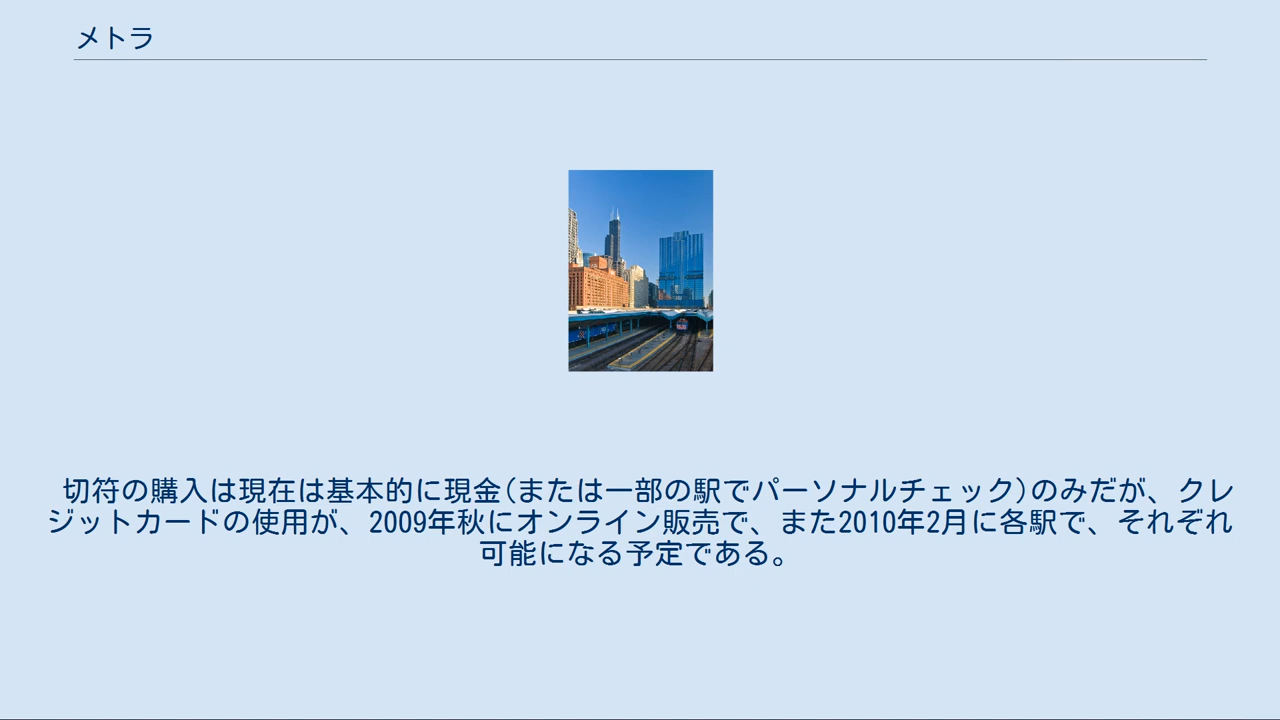 メトラ
切符の購入は現在は基本的に現金(または一部の駅でパーソナルチェック)のみだが、クレ
ジットカードの使用が、2009年秋にオンライン販売で、また2010年2月に各駅で、それぞれ
可能になる予定である。